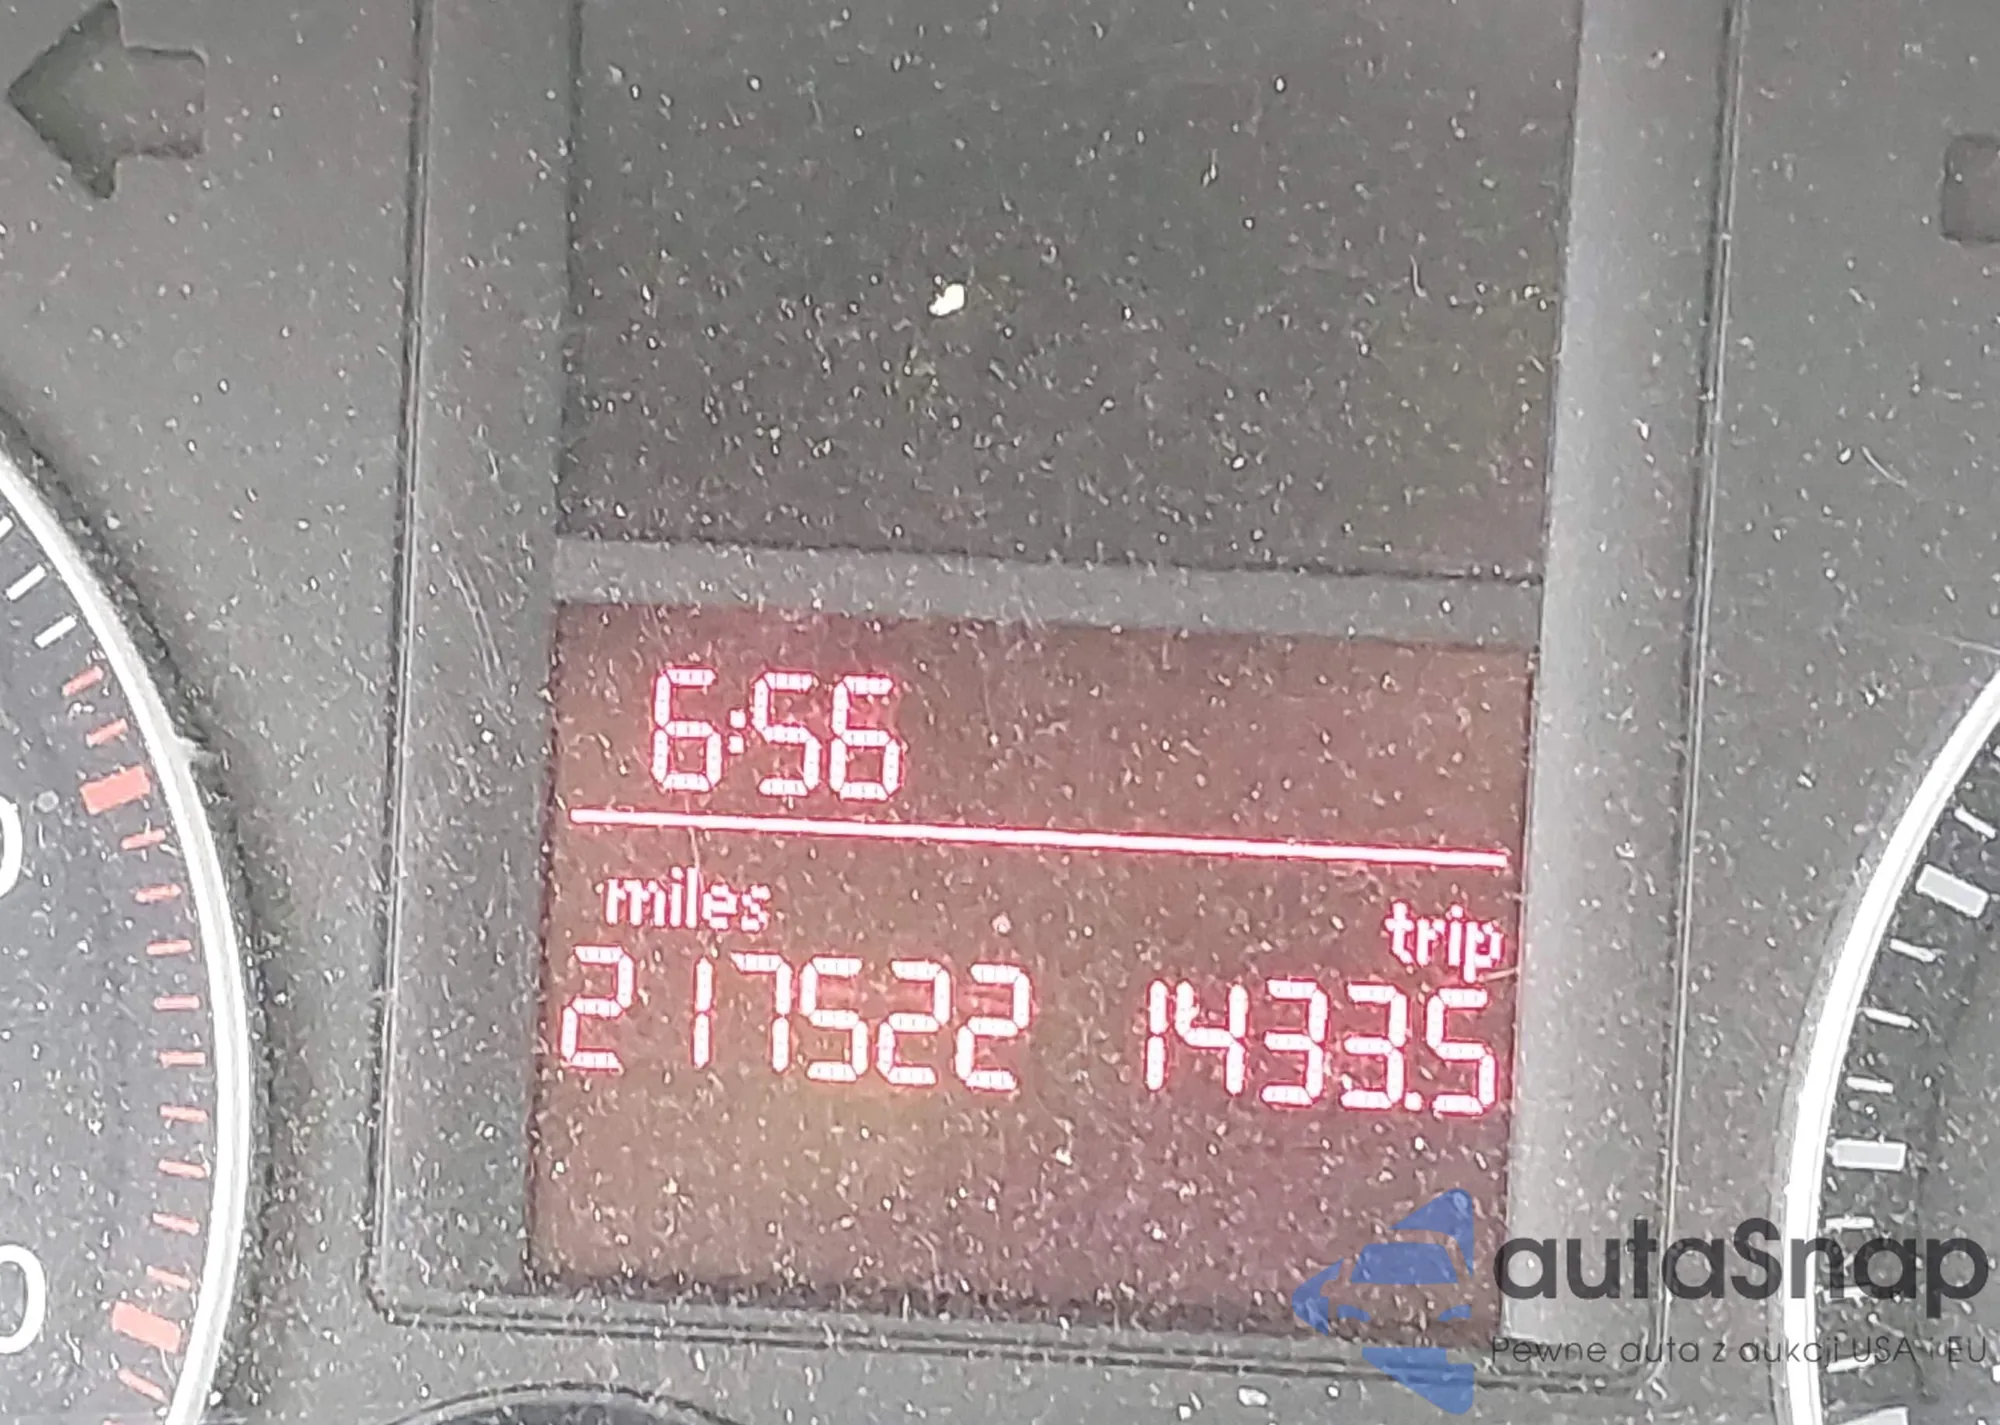 6:56
miles
trip
217522 1433.5
autaSnap
Pewne auta z aukcji USA i EU